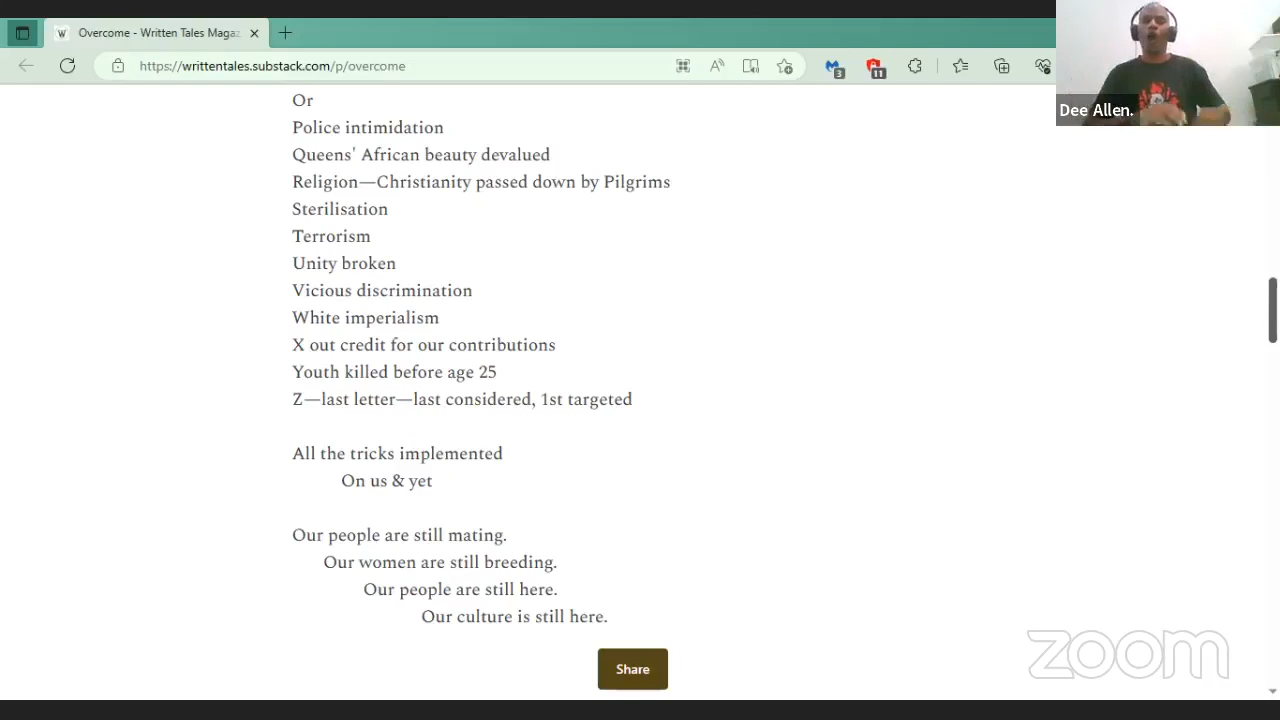 Overcome - Written Tales Magaz
https://writtentales.substack.com/p/overcome
3
11
Dee Allen.
Or
Police intimidation
Queens' African beauty devalued
Religion—Christianity passed down by Pilgrims
Sterilisation
Terrorism
Unity broken
Vicious discrimination
White imperialism
X out credit for our contributions
Youth killed before age 25
Z—last letter—last considered, 1st targeted
All the tricks implemented
On us & yet
Our people are still mating.
Our women are still breeding.
Our people are still here.
Our culture is still here.
Share
zoom